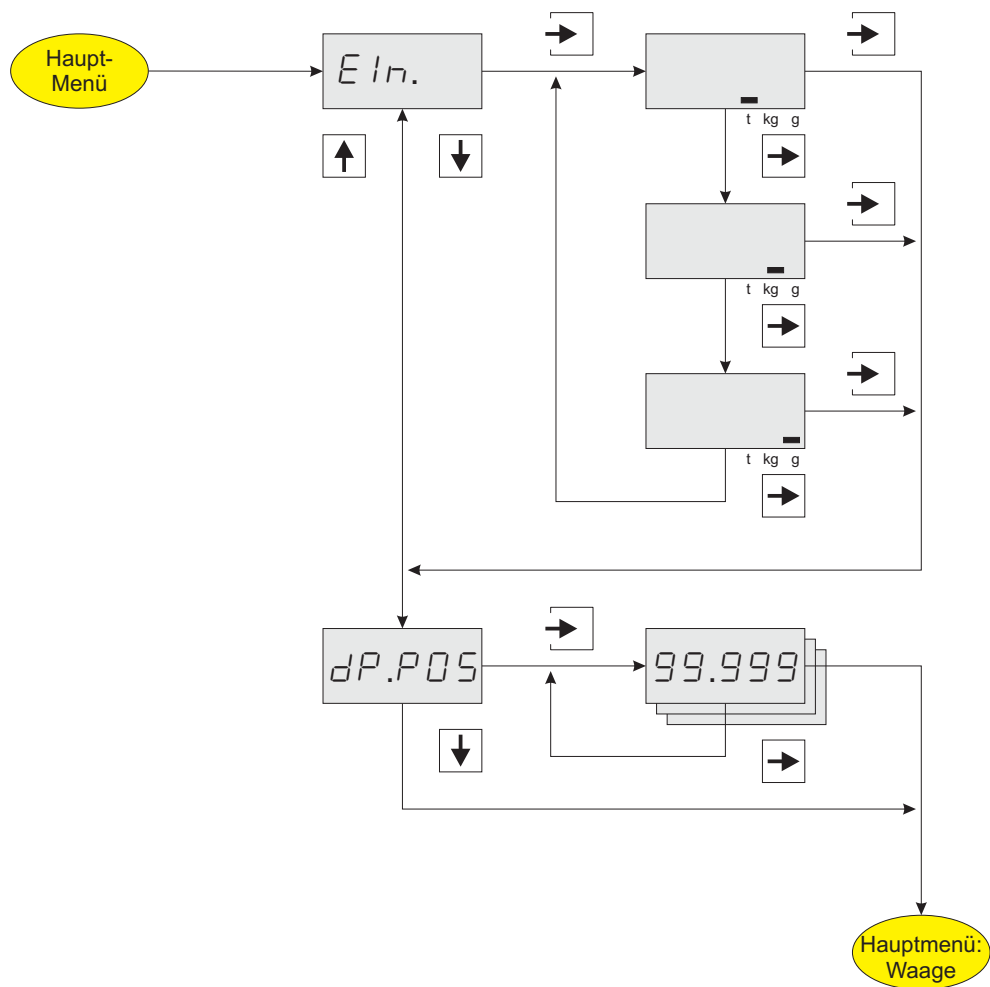 Haupt-
Menü
EIn.
t kg g
t kg g
t kg g
dP.POS
99.999
Hauptmenü:
Waage